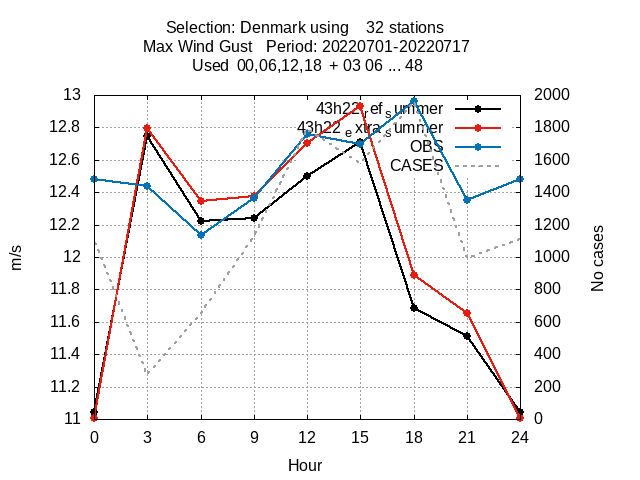 Selection: Denmark using 32 stations
Max Wind Gust Period: 20220701-20220717
Used 00,06,12,18 + 03 06 ... 48
43h22_ref_summer
43h22_extra_summer
OBS
CASES
m/s
13
12.8
12.6
12.4
12.2
12
11.8
11.6
11.4
11.2
11
2000
1800
1600
1400
1200
1000
800
600
400
200
0
No cases
0 3 6 9 12 15 18 21 24
Hour